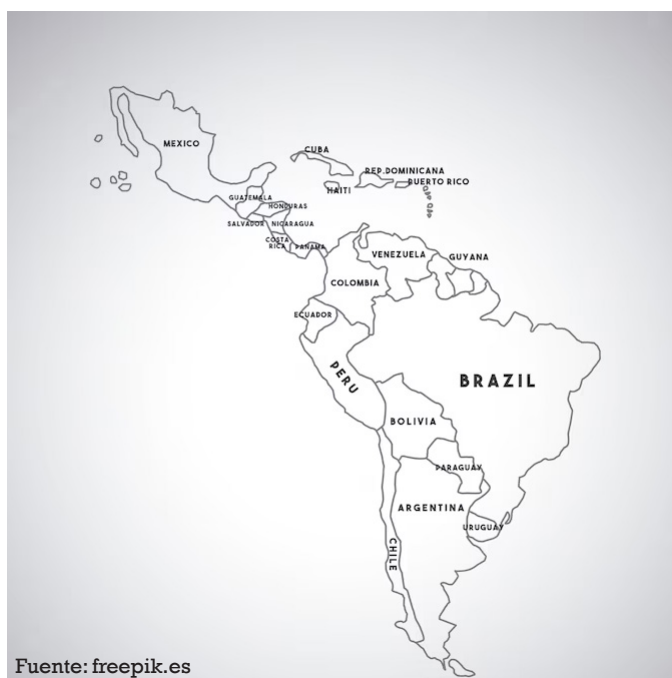 MEXICO
CUBA
REP.DOMINICANA
HAITI
PUERTO RICO
GUATEMALA
HONDURAS
SALVADOR
NICARAGUA
COSTA
RICA
PANAMA
VENEZUELA
GUYANA
COLOMBIA
ECUADOR
PERU
BRAZIL
BOLIVIA
PARAGUAY
ARGENTINA
URUGUAY
CHILE
Fuente: freepik.es